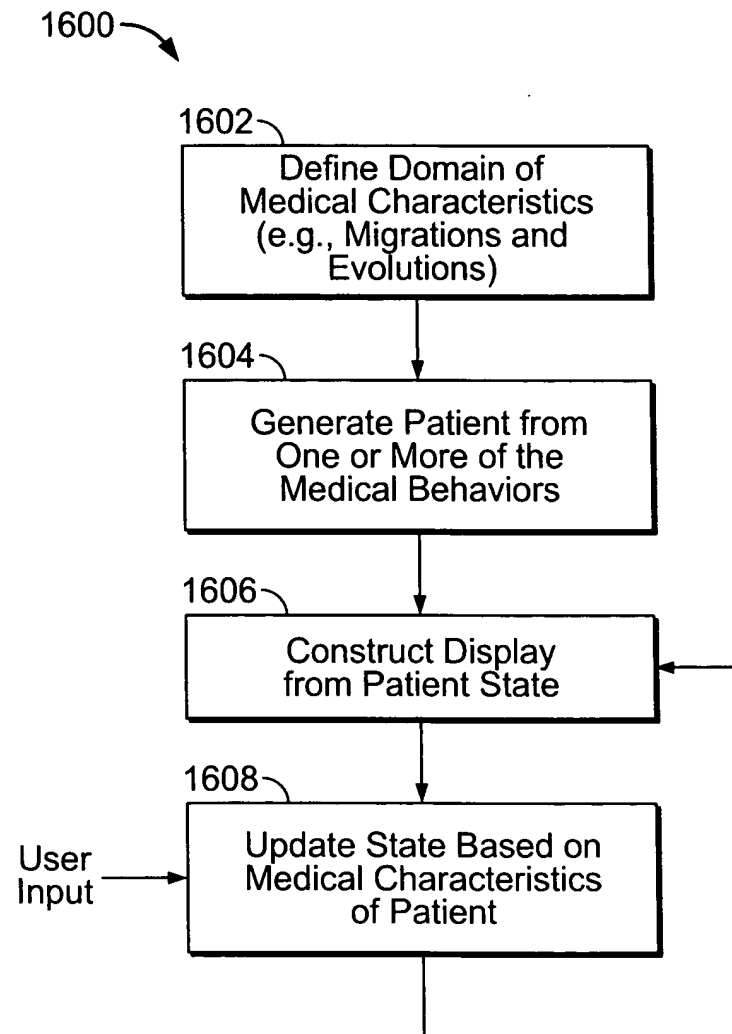 1600
1602
Define Domain of
Medical Characteristics
(e.g., Migrations and
Evolutions)
1604
Generate Patient from
One or More of the
Medical Behaviors
1606
Construct Display
from Patient State
1608
User
Input
Update State Based on
Medical Characteristics
of Patient